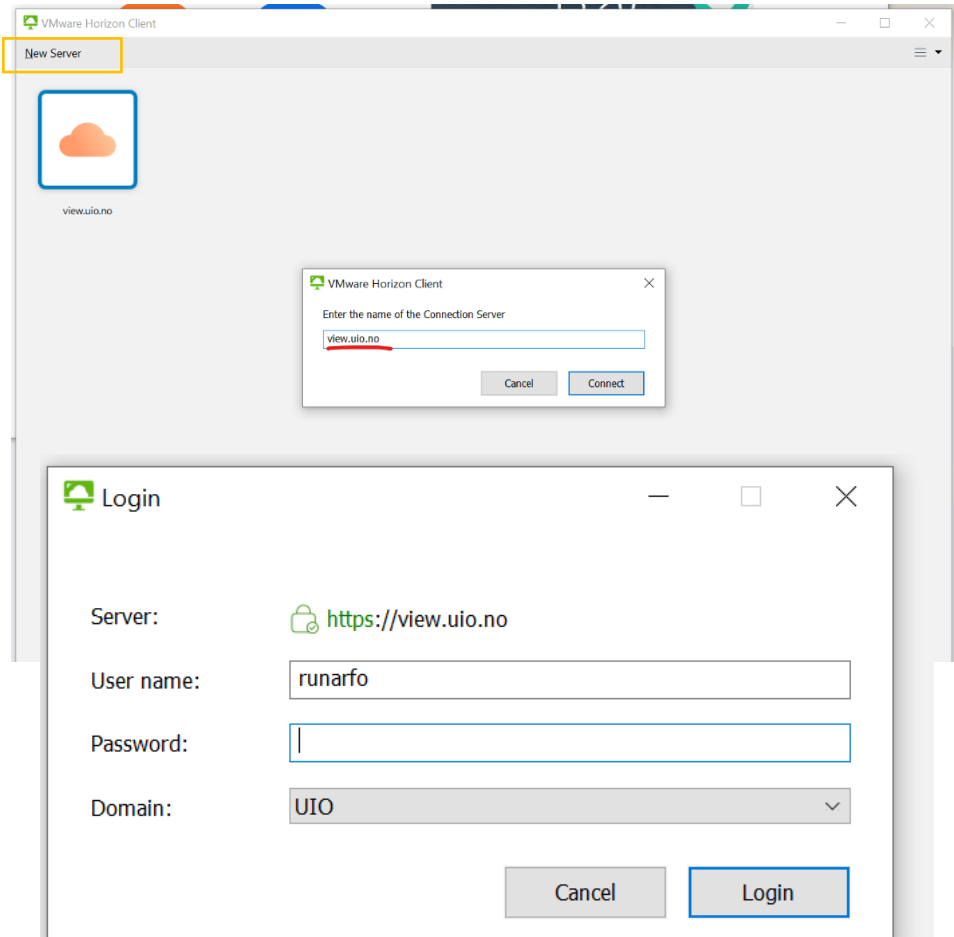 VMware Horizon Client
New Server
view.uio.no
VMware Horizon Client
Enter the name of the Connection Server
view.uio.no
Cancel Connect
Login
Server: https://view.uio.no
User name: runarfo
Password:
Domain: UIO
Cancel Login